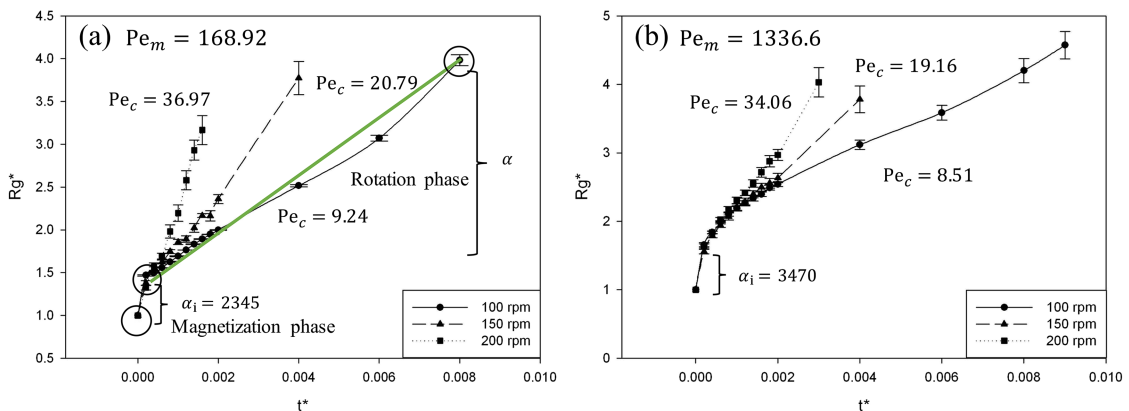 (a) Pe_m = 168.92
Pe_c = 20.79
Pe_c = 36.97
α
Rotation phase
Pe_c = 9.24
α_i = 2345
Magnetization phase
100 rpm
150 rpm
200 rpm
4.5
4.0
3.5
3.0
2.5
2.0
1.5
1.0
0.5
Rg*
0.000 0.002 0.004 0.006 0.008 0.010
t*
(b) Pe_m = 1336.6
Pe_c = 19.16
Pe_c = 34.06
Pe_c = 8.51
α_i = 3470
100 rpm
150 rpm
200 rpm
5
4
3
2
1
0
Rg*
0.000 0.002 0.004 0.006 0.008 0.010
t*